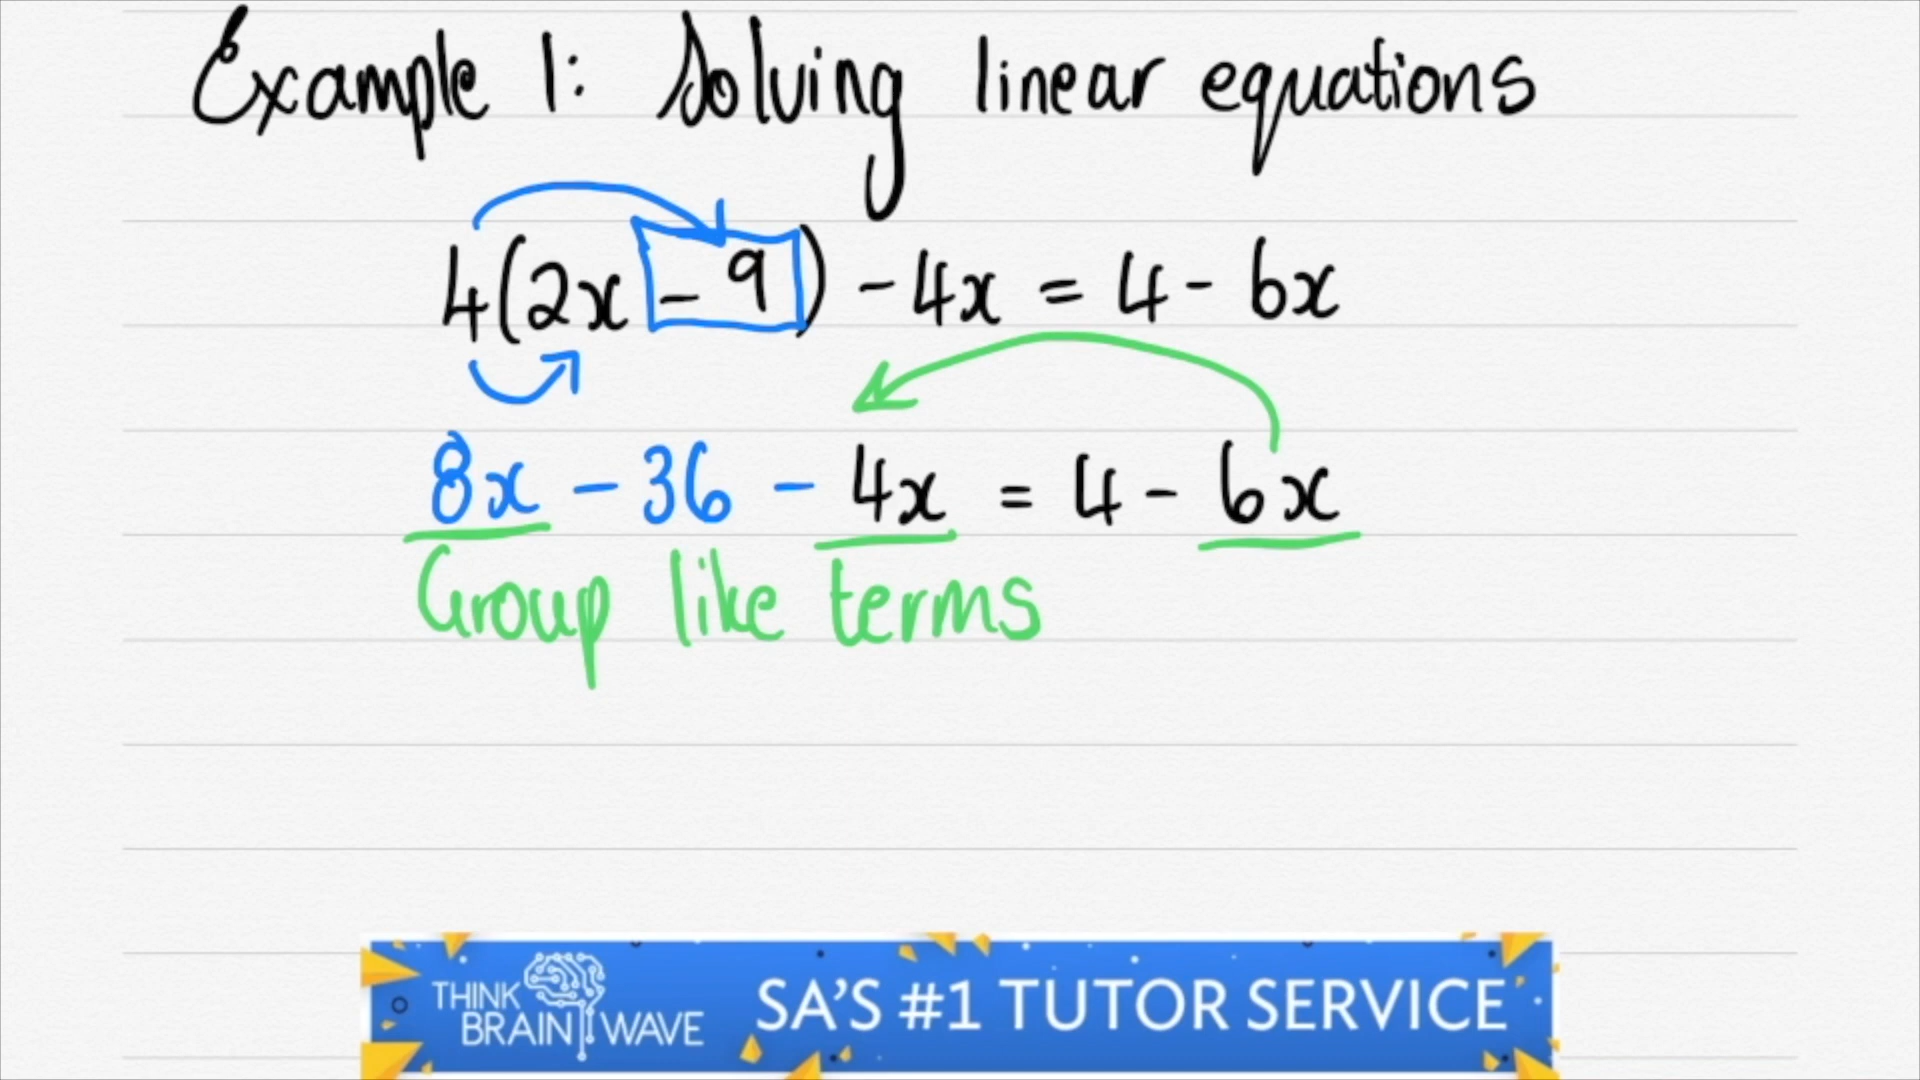 Example 1: Solving linear equations
4(2x - 9) - 4x = 4 - 6x
8x - 36 - 4x = 4 - 6x
Group like terms
THINK BRAIN WAVE
SA'S #1 TUTOR SERVICE